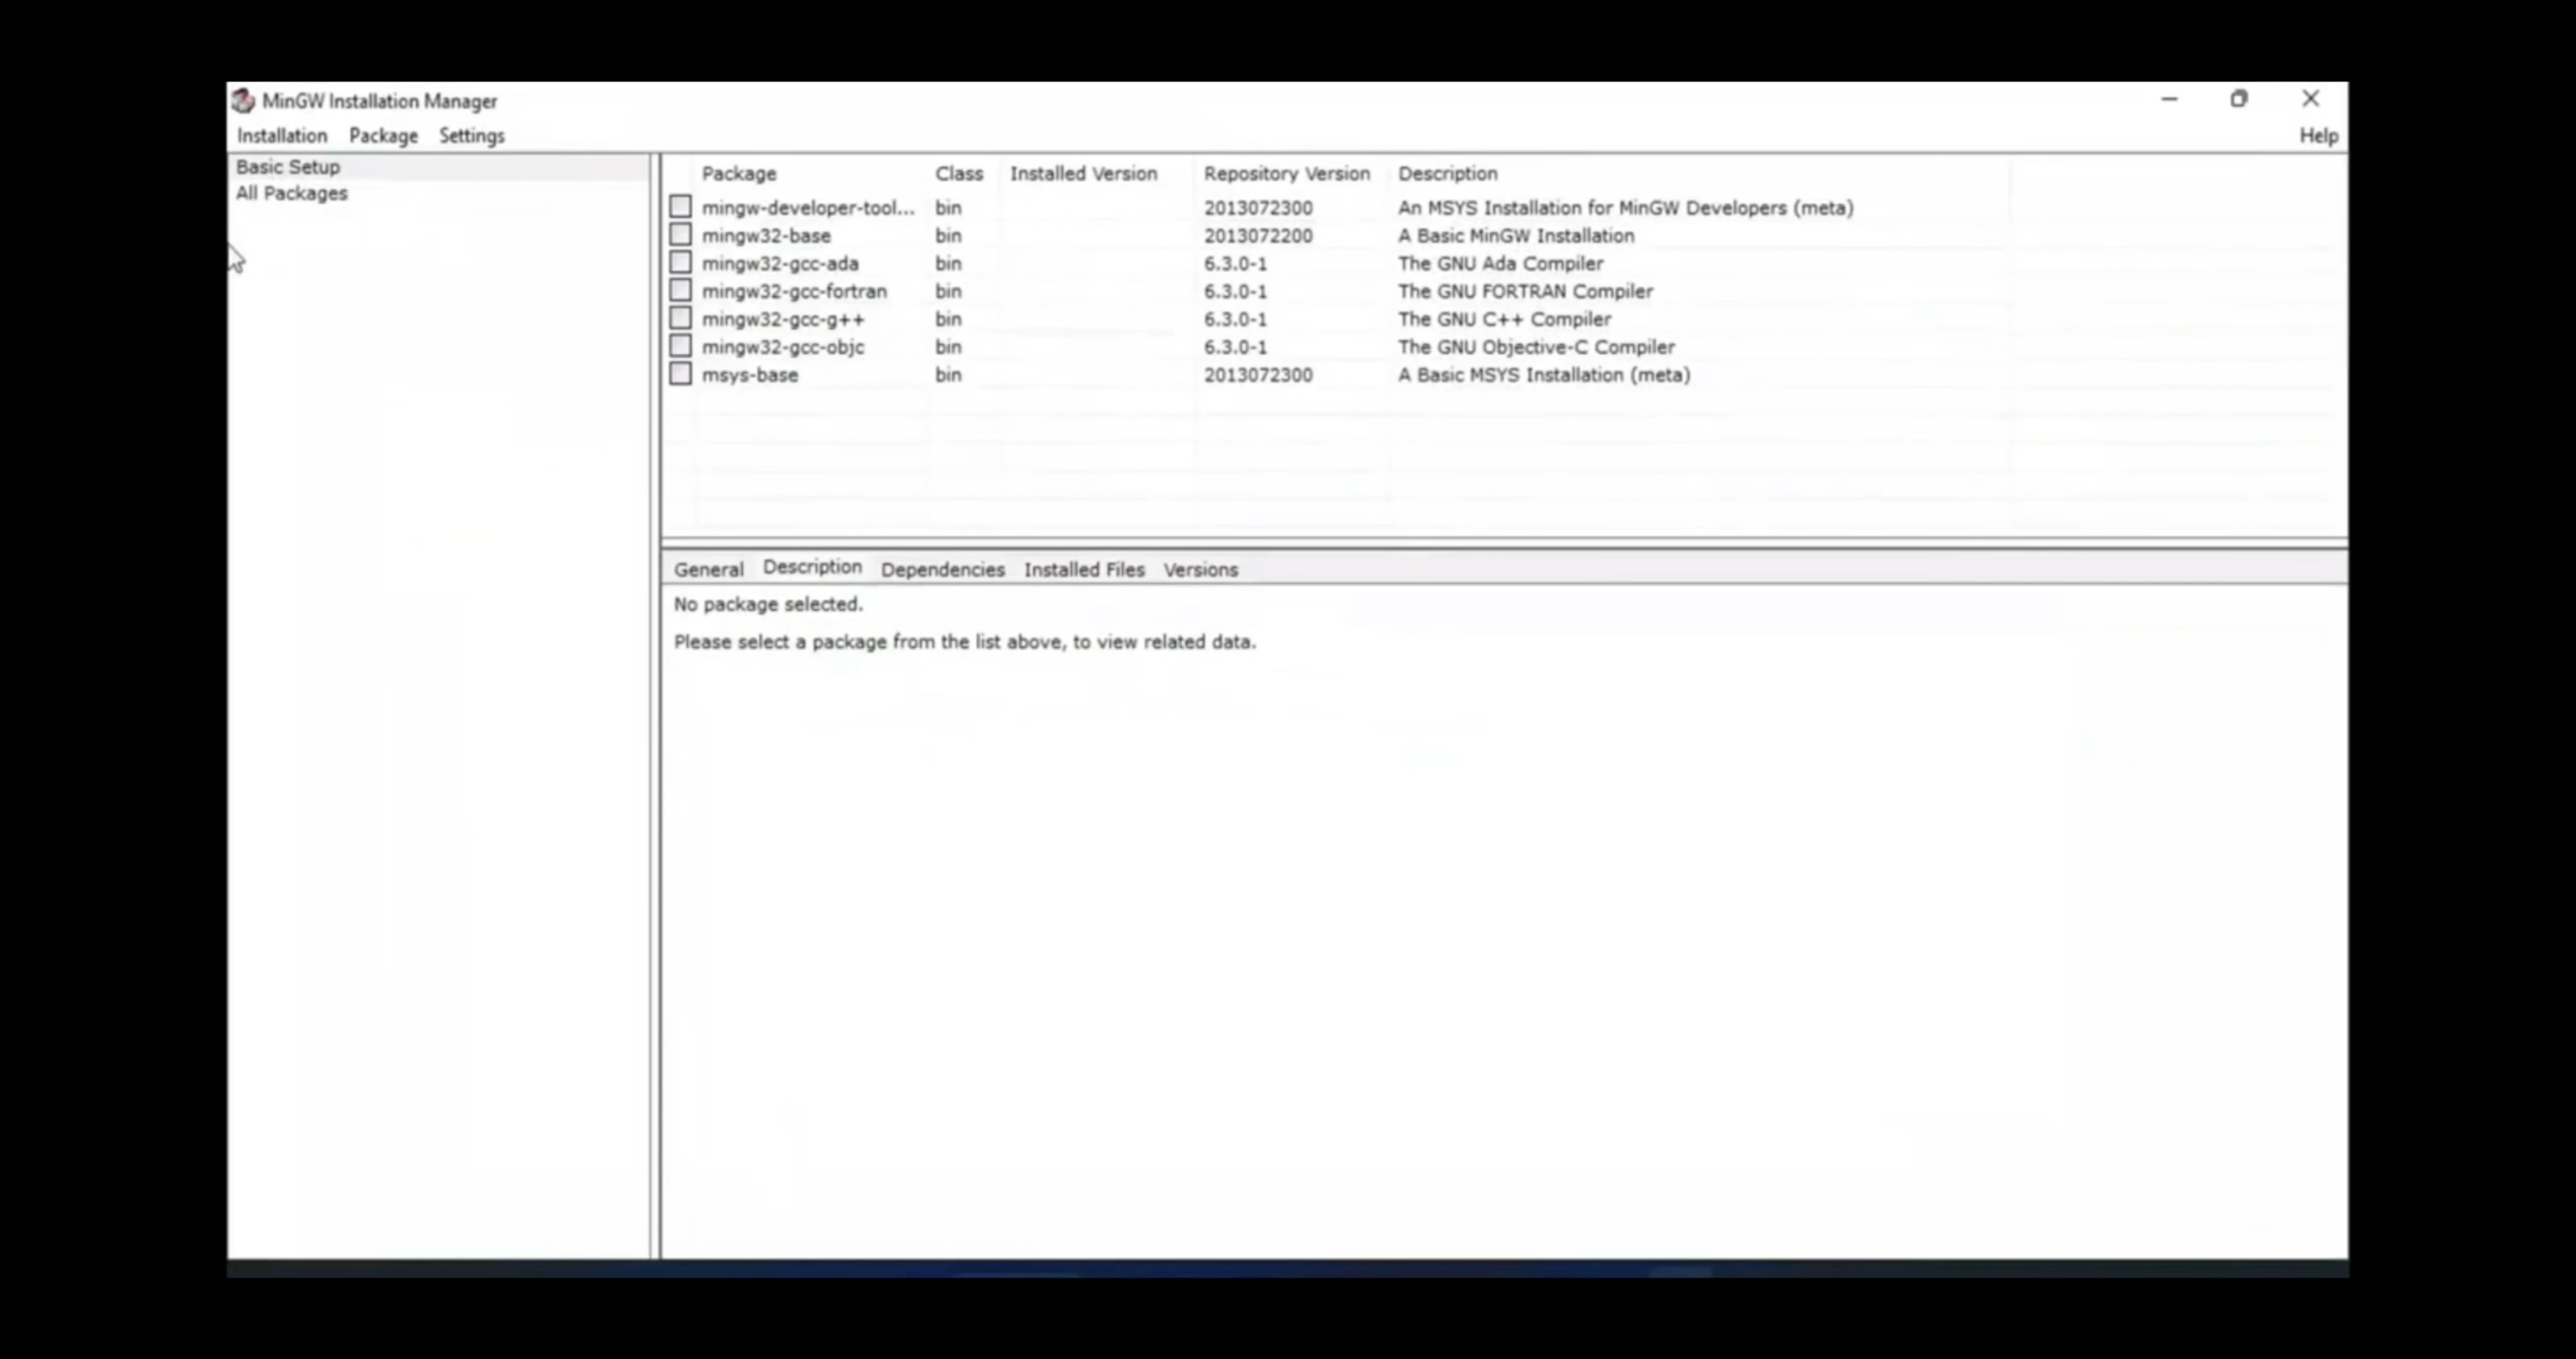 MinGW Installation Manager
Installation Package Settings Help
Basic Setup
All Packages
Package Class Installed Version Repository Version Description
mingw-developer-tool... bin 2013072300 An MSYS Installation for MinGW Developers (meta)
mingw32-base bin 2013072200 A Basic MinGW Installation
mingw32-gcc-ada bin 6.3.0-1 The GNU Ada Compiler
mingw32-gcc-fortran bin 6.3.0-1 The GNU FORTRAN Compiler
mingw32-gcc-g++ bin 6.3.0-1 The GNU C++ Compiler
mingw32-gcc-objc bin 6.3.0-1 The GNU Objective-C Compiler
msys-base bin 2013072300 A Basic MSYS Installation (meta)
General Description Dependencies Installed Files Versions
No package selected.
Please select a package from the list above, to view related data.